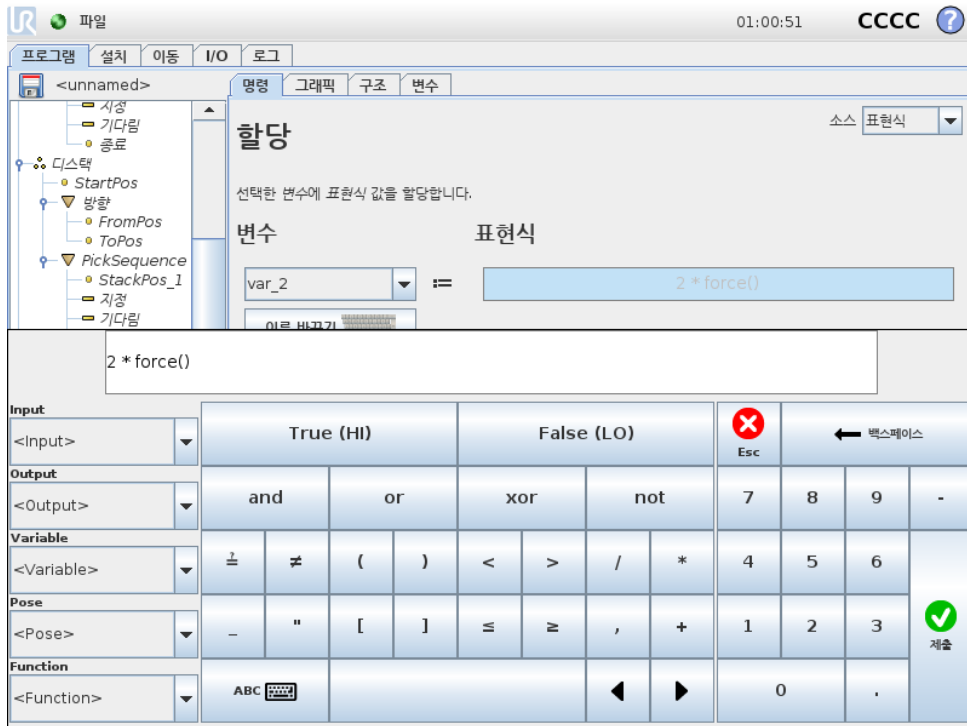 UR 파일 01:00:51 CCCC ?
프로그램 설치 이동 I/O 로그
<unnamed> 명령 그래픽 구조 변수
지정
기다림
종료
디스택
StartPos
방향
FromPos
ToPos
PickSequence
StackPos_1
지정
기다림
할당
소스 표현식
선택한 변수에 표현식 값을 할당합니다.
변수 표현식
var_2 := 2 * force()
이름 바꾸기
2 * force()
Input
<Input> True (HI) False (LO) Esc 백스페이스
Output
<Output> and or xor not 7 8 9 -
Variable
<Variable> ≟ ≠ ( ) < > / * 4 5 6
Pose
<Pose> _ " [ ] ≤ ≥ , + 1 2 3 제출
Function
<Function> ABC 0 .